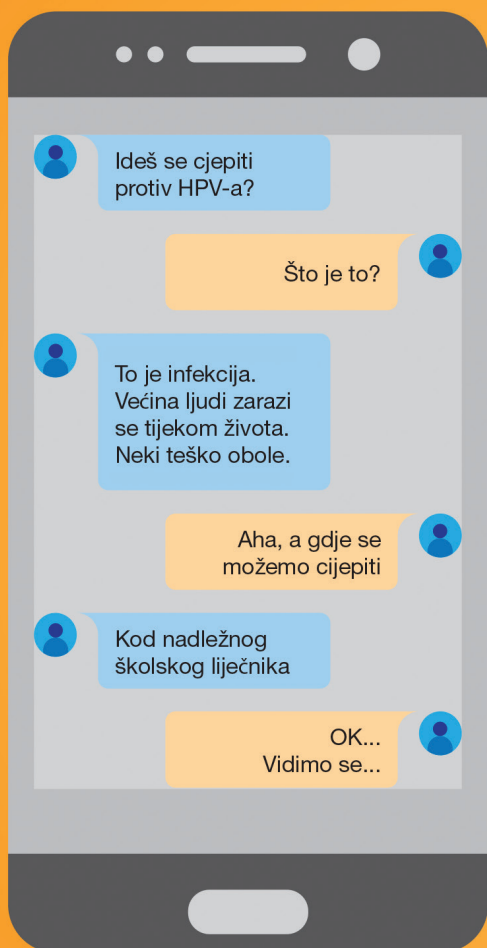 Ideš se cjepiti
protiv HPV-a?
Što je to?
To je infekcija.
Većina ljudi zarazi
se tijekom života.
Neki teško obole.
Aha, a gdje se
možemo cijepiti
Kod nadležnog
školskog liječnika
OK...
Vidimo se...